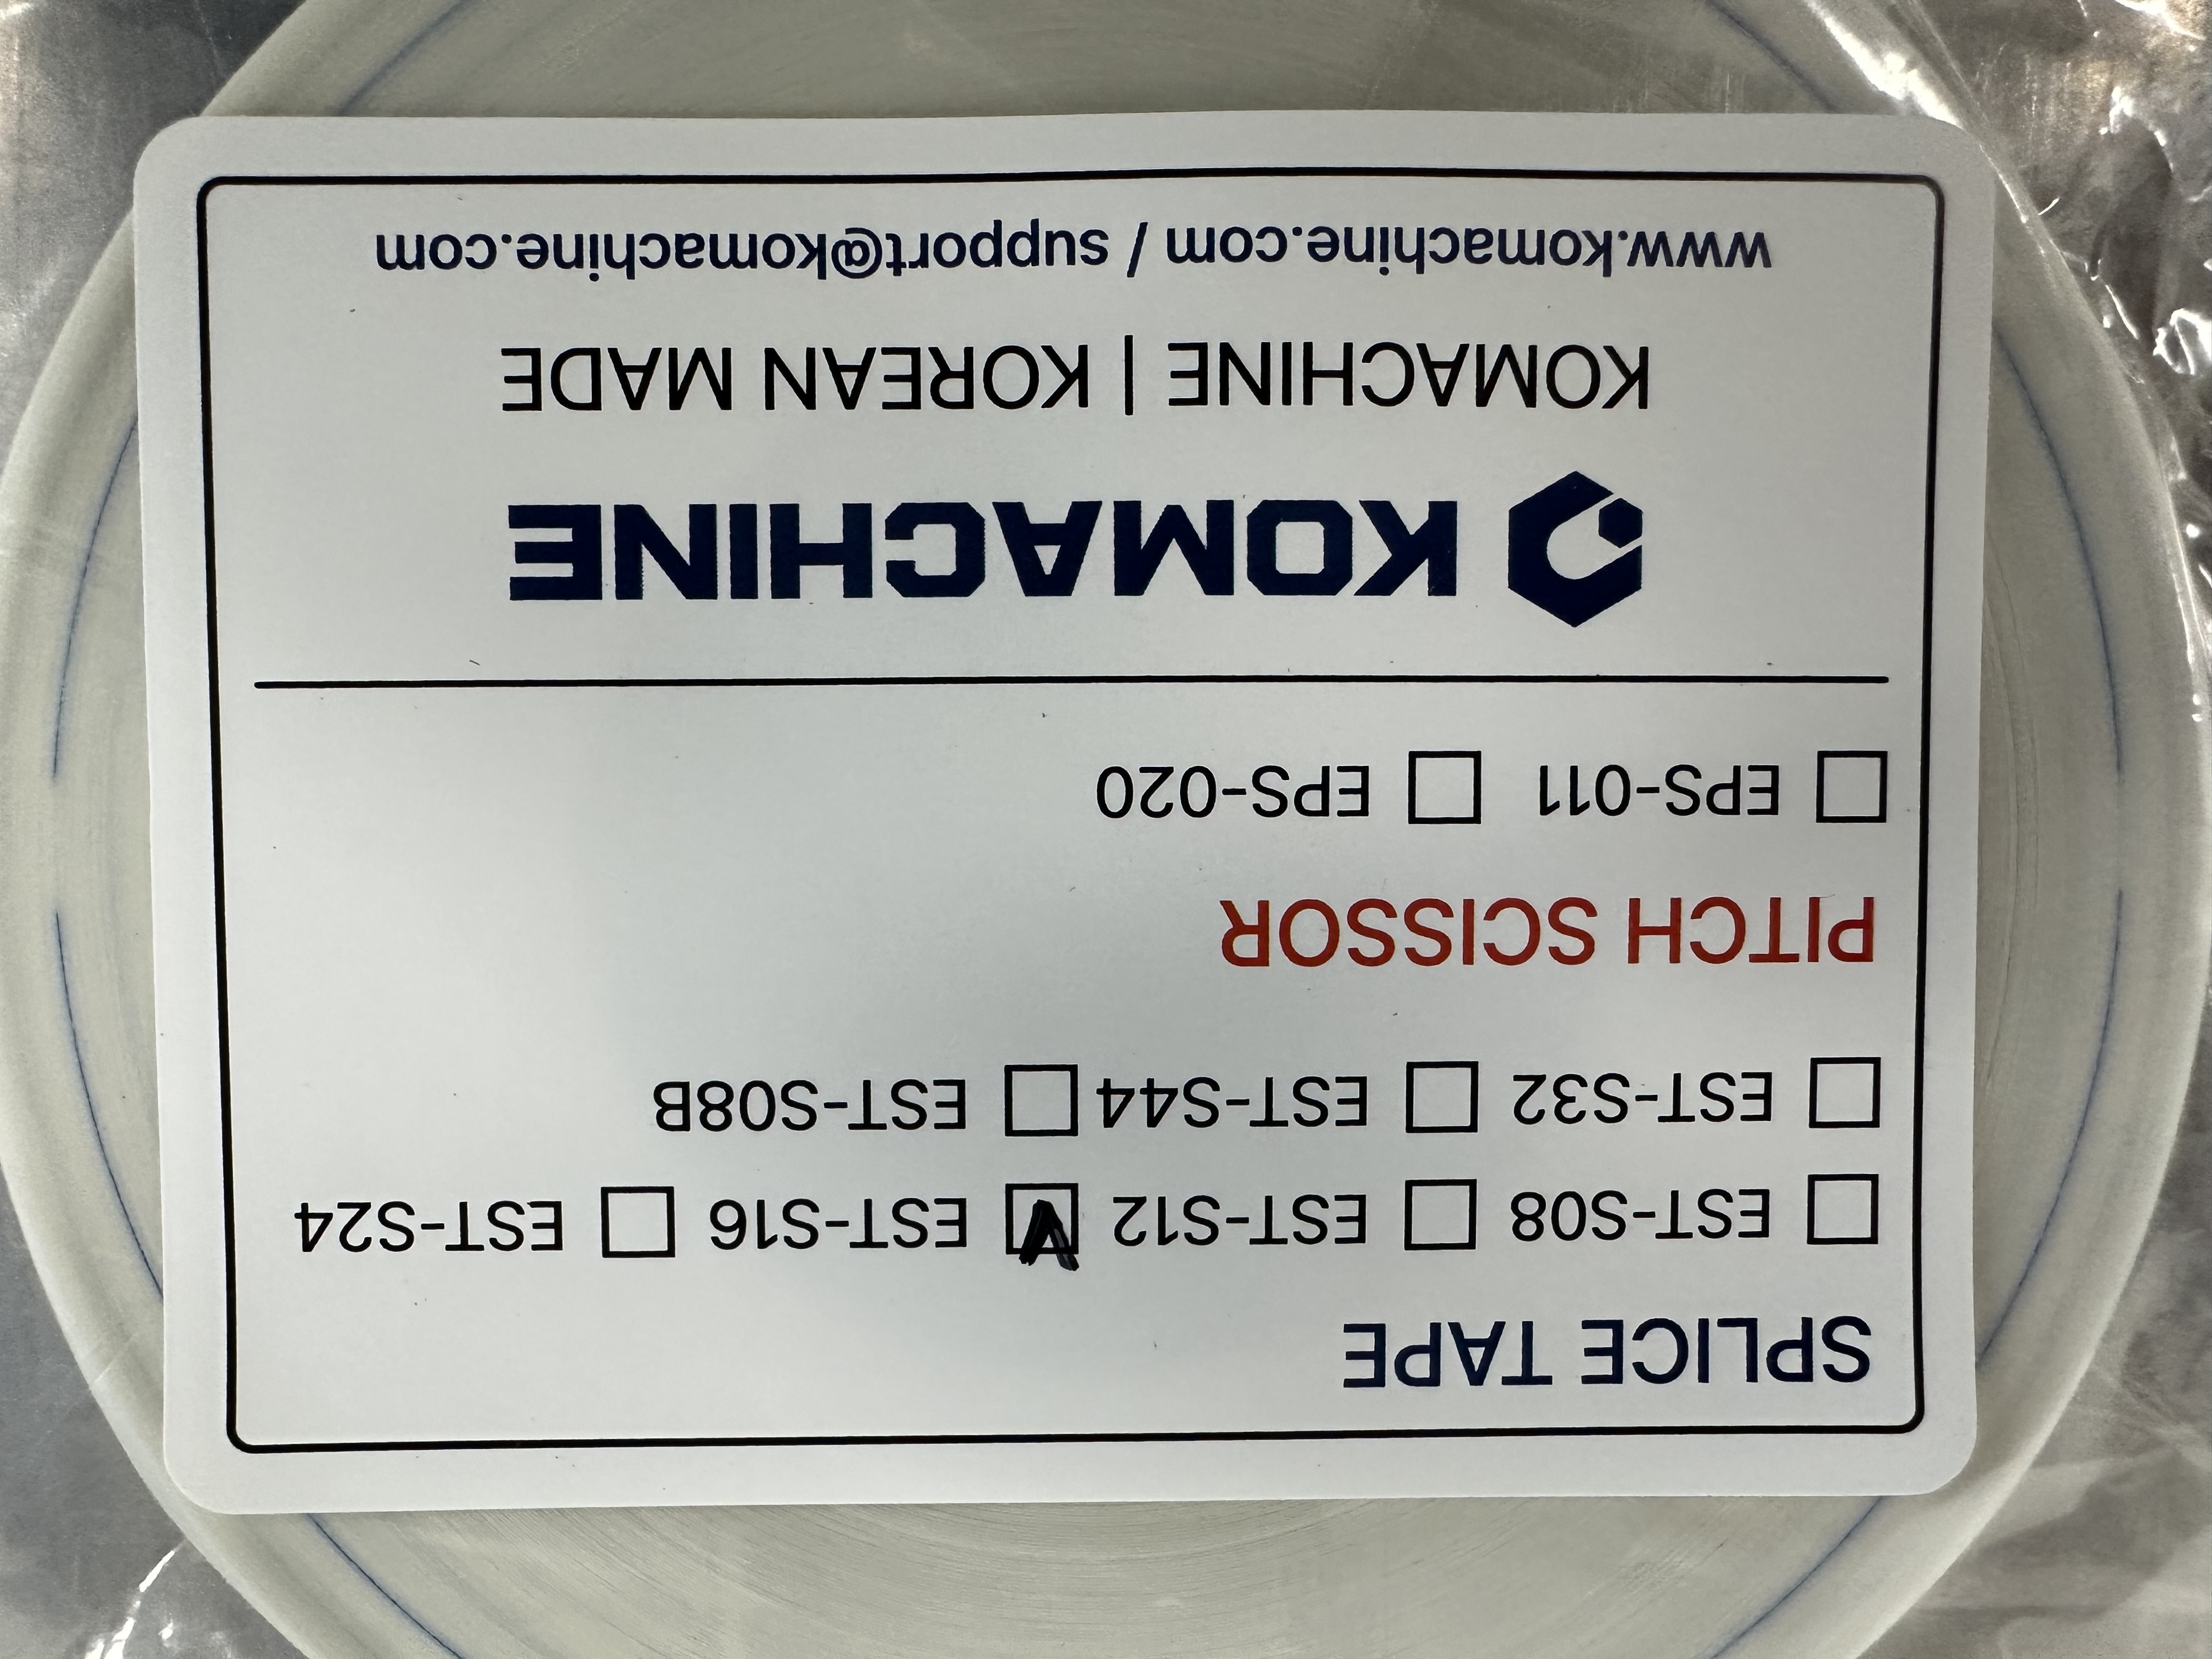 SPLICE TAPE
☐ EST-S08 ☐ EST-S12 ☑ EST-S16 ☐ EST-S24
☐ EST-S32 ☐ EST-S44 ☐ EST-S08B
PITCH SCISSOR
☐ EPS-011 ☐ EPS-020
KOMACHINE
KOMACHINE | KOREAN MADE
www.komachine.com / support@komachine.com